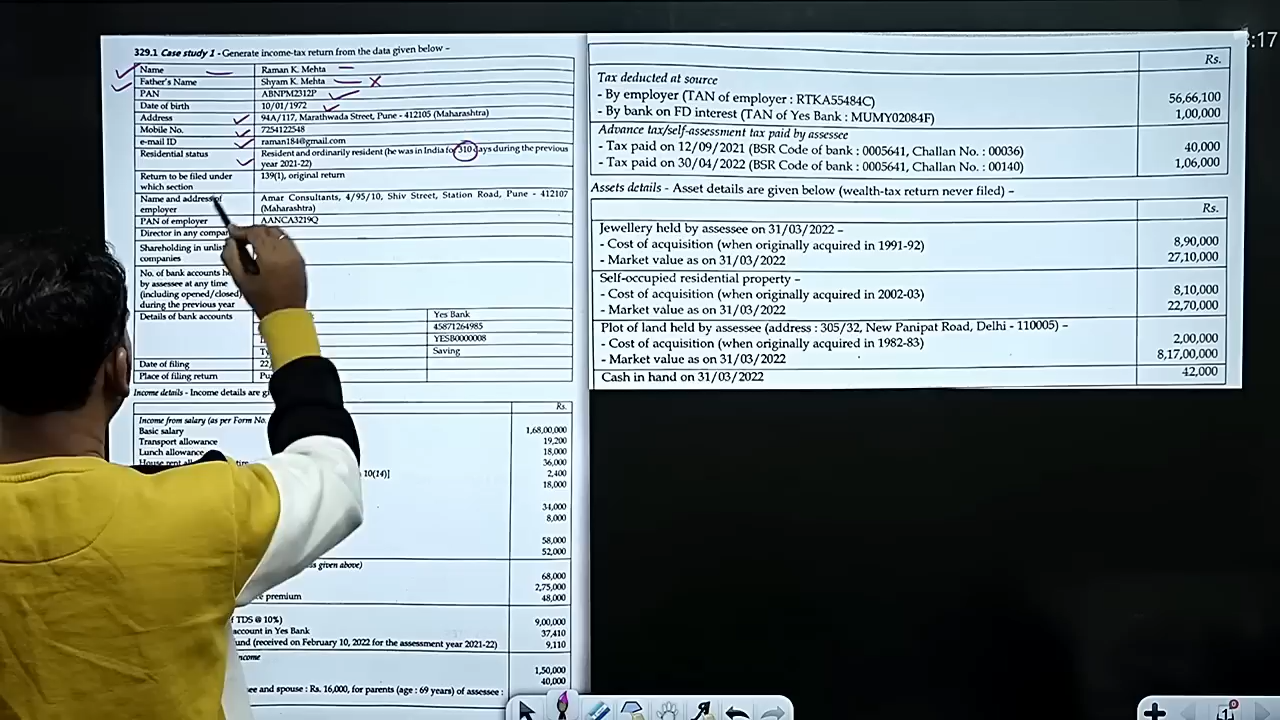 329.1 Case study 1 - Generate income-tax return from the data given below –
Name Raman K. Mehta
Father's Name Shyam K. Mehta
PAN ABNPM2312P
Date of birth 10/01/1972
Address 94A/117, Marathwada Street, Pune - 412105 (Maharashtra)
Mobile No. 7254122548
e-mail ID raman184@gmail.com
Residential status Resident and ordinarily resident (he was in India for 310 days during the previous
year 2021-22)
Return to be filed under 139(1), original return
which section
Name and address of Amar Consultants, 4/95/10, Shiv Street, Station Road, Pune - 412107
employer (Maharashtra)
PAN of employer AANCA3219Q
Director in any
Shareholding in
companies
No. of bank accounts
by assessee at any time
(including opened/closed)
during the previous year
Details of bank accounts Yes Bank
45871264985
YESB0000008
Saving
Date of filing 22
Place of filing return
Income details - Income details are
Rs.
Income from salary (as per Form No.
Basic salary 1,68,00,000
Transport allowance 19,200
Lunch allowance 18,000
House rent 36,000
10(14)] 2,400
18,000
34,000
8,000
58,000
52,000
given above)
68,000
2,75,000
premium 48,000
TDS @ 10%) 9,00,000
account in Yes Bank 37,410
und (received on February 10, 2022 for the assessment year 2021-22) 9,110
ncome
1,50,000
40,000
ee and spouse : Rs. 16,000, for parents (age : 69 years) of assessee :
Rs.
Tax deducted at source
- By employer (TAN of employer : RTKA55484C) 56,66,100
- By bank on FD interest (TAN of Yes Bank : MUMY02084F) 1,00,000
Advance tax/self-assessment tax paid by assessee
- Tax paid on 12/09/2021 (BSR Code of bank : 0005641, Challan No. : 00036) 40,000
- Tax paid on 30/04/2022 (BSR Code of bank : 0005641, Challan No. : 00140) 1,06,000
Assets details - Asset details are given below (wealth-tax return never filed) –
Rs.
Jewellery held by assessee on 31/03/2022 –
- Cost of acquisition (when originally acquired in 1991-92) 8,90,000
- Market value as on 31/03/2022 27,10,000
Self-occupied residential property –
- Cost of acquisition (when originally acquired in 2002-03) 8,10,000
- Market value as on 31/03/2022 22,70,000
Plot of land held by assessee (address : 305/32, New Panipat Road, Delhi - 110005) –
- Cost of acquisition (when originally acquired in 1982-83) 2,00,000
- Market value as on 31/03/2022 8,17,00,000
Cash in hand on 31/03/2022 42,000
:17